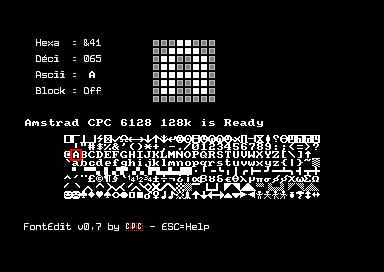 Hexa = &41
Déci = 065
Ascii = A
Block = Off
Amstrad CPC 6128 128k is Ready
!"#$%&'()*+,-./0123456789:;<=>?
@ABCDEFGHIJKLMNOPQRSTUVWXYZ[\]↑_
`abcdefghijklmnopqrstuvwxyz{|}~
FontEdit v0.7 by CPC - ESC=Help